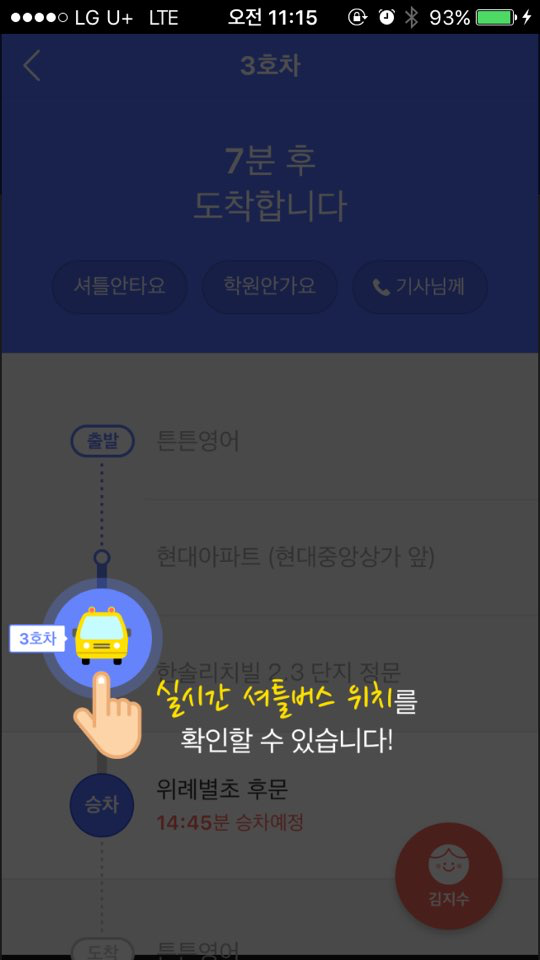 LG U+ LTE 오전 11:15 93%
3호차
7분 후
도착합니다
셔틀안타요 학원안가요 기사님께
출발 튼튼영어
현대아파트 (현대중앙상가 앞)
3호차
한솔리치빌 2.3 단지 정문
실시간 셔틀버스 위치를
확인할 수 있습니다!
승차 위례별초 후문
14:45분 승차예정
김지수
도착 튼튼영어